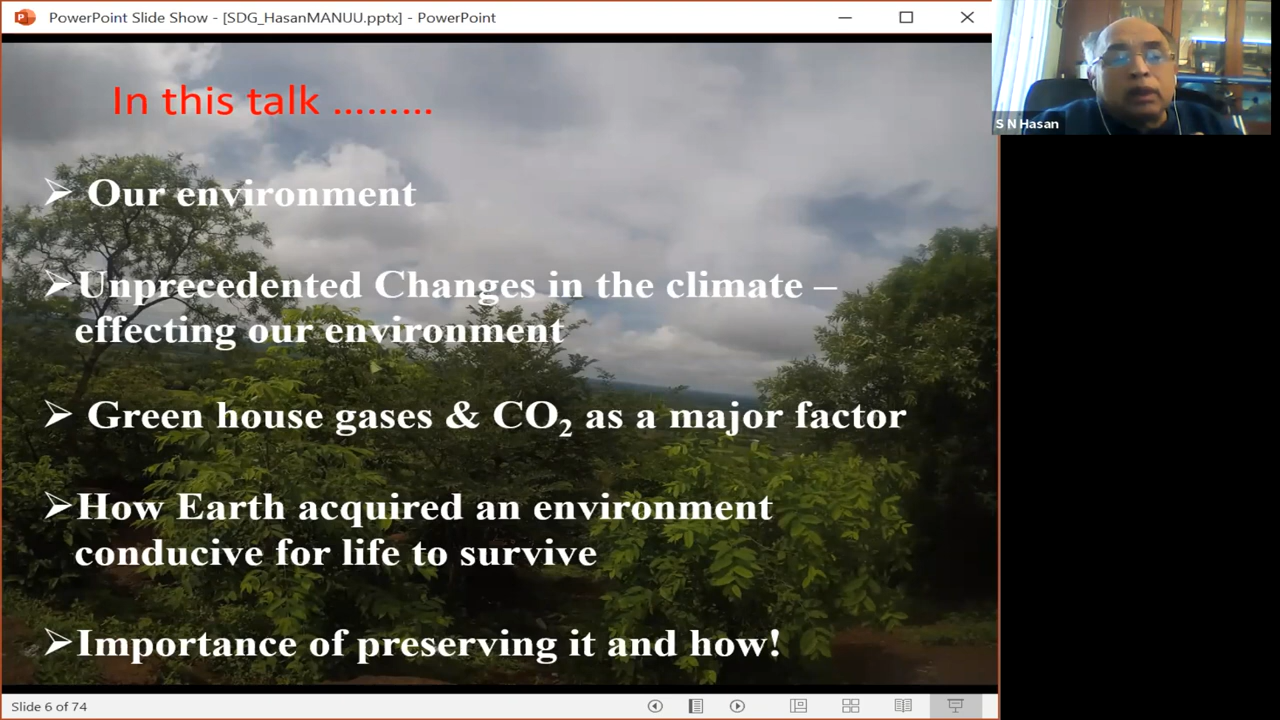 PowerPoint Slide Show - [SDG_HasanMANUU.pptx] - PowerPoint
S N Hasan
In this talk .........
➢ Our environment
➢Unprecedented Changes in the climate –
effecting our environment
➢ Green house gases & CO₂ as a major factor
➢How Earth acquired an environment
conducive for life to survive
➢Importance of preserving it and how!
Slide 6 of 74